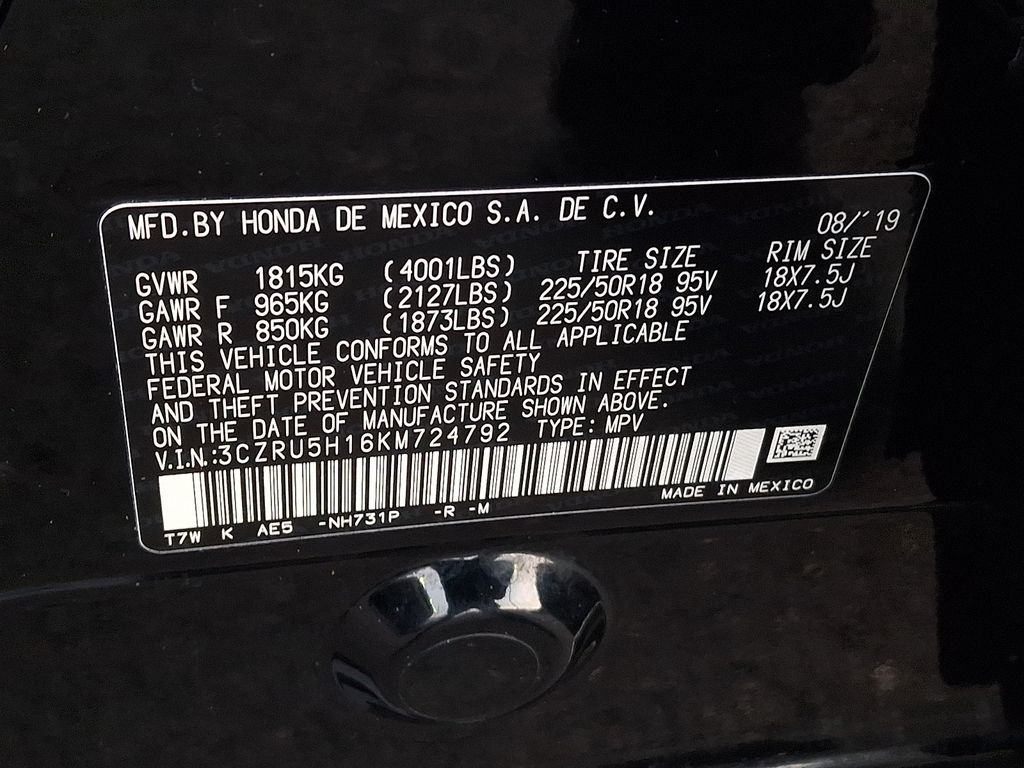 MFD.BY HONDA DE MEXICO S.A. DE C.V.
08/'19
TIRE SIZE RIM SIZE
GVWR 1815KG (4001LBS)
GAWR F 965KG (2127LBS) 225/50R18 95V 18X7.5J
GAWR R 850KG (1873LBS) 225/50R18 95V 18X7.5J
THIS VEHICLE CONFORMS TO ALL APPLICABLE
FEDERAL MOTOR VEHICLE SAFETY
AND THEFT PREVENTION STANDARDS IN EFFECT
ON THE DATE OF MANUFACTURE SHOWN ABOVE.
V.I.N.:3CZRU5H16KM724792 TYPE:MPV
MADE IN MEXICO
T7W K AE5 -NH731P -R -M